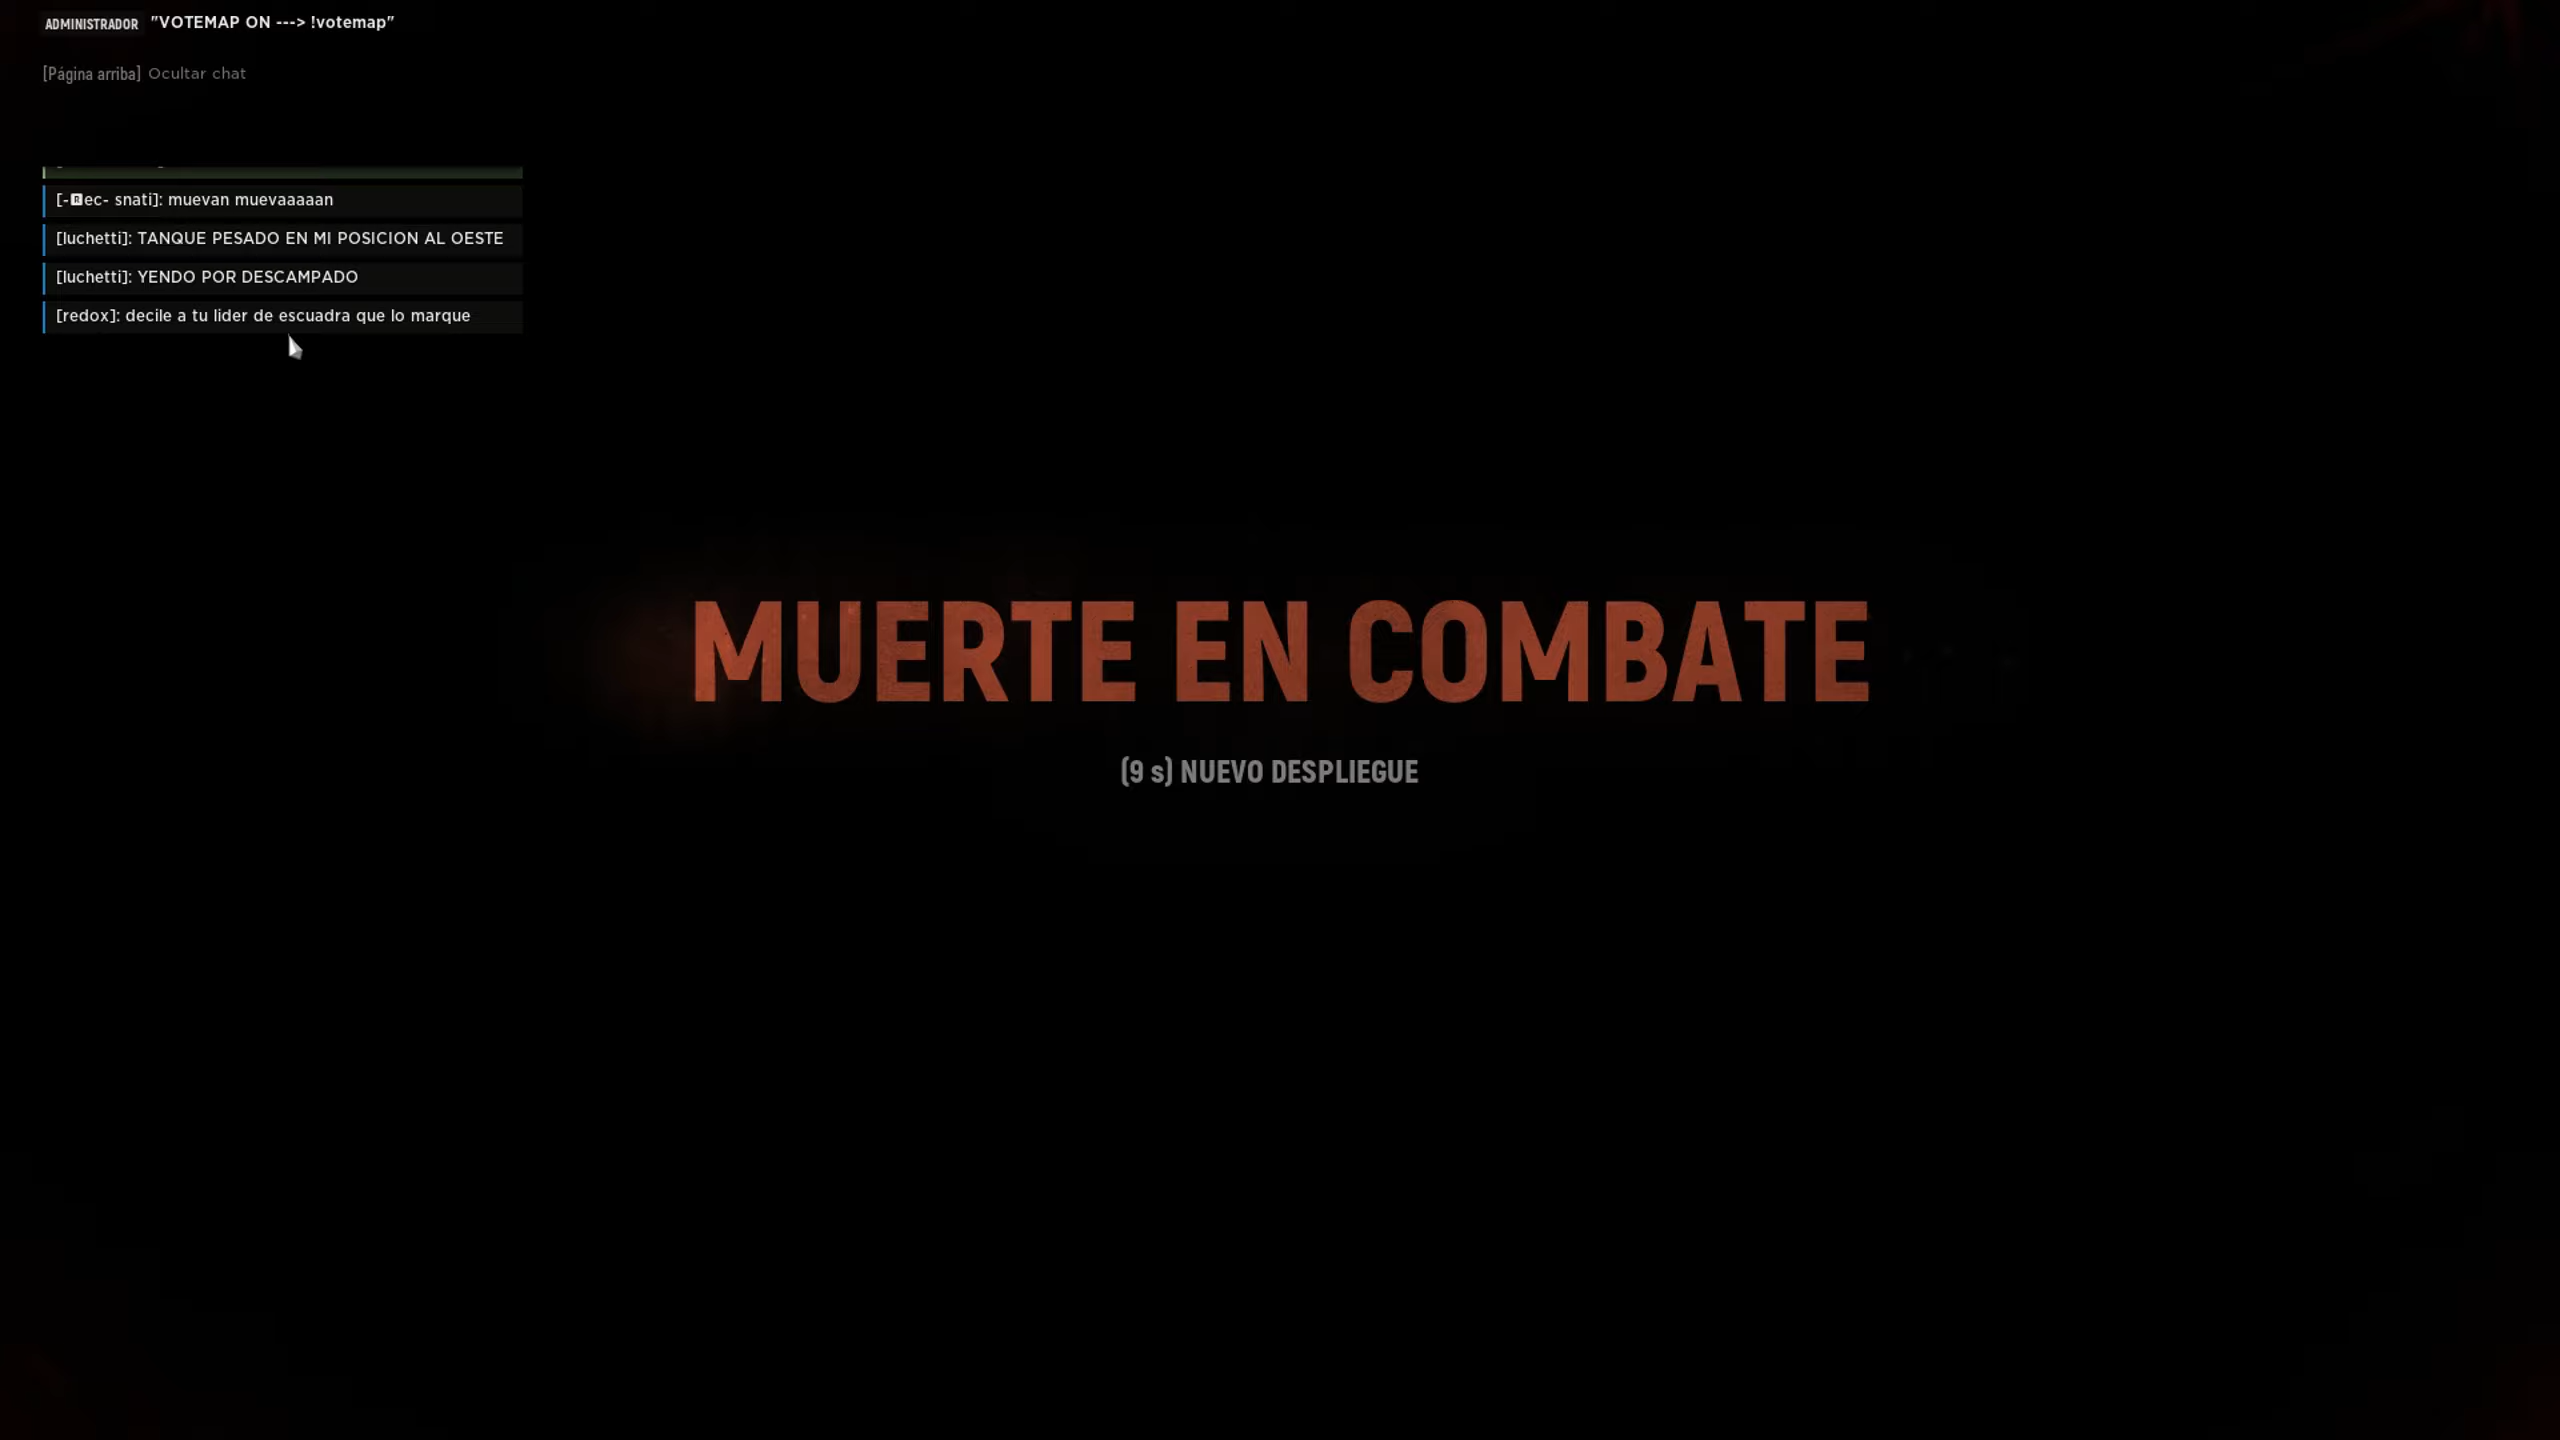 ADMINISTRADOR "VOTEMAP ON ---> !votemap"
[Página arriba] Ocultar chat
[-🆁ec- snati]: muevan muevaaaaan
[luchetti]: TANQUE PESADO EN MI POSICION AL OESTE
[luchetti]: YENDO POR DESCAMPADO
[redox]: decile a tu lider de escuadra que lo marque
MUERTE EN COMBATE
(9 s) NUEVO DESPLIEGUE